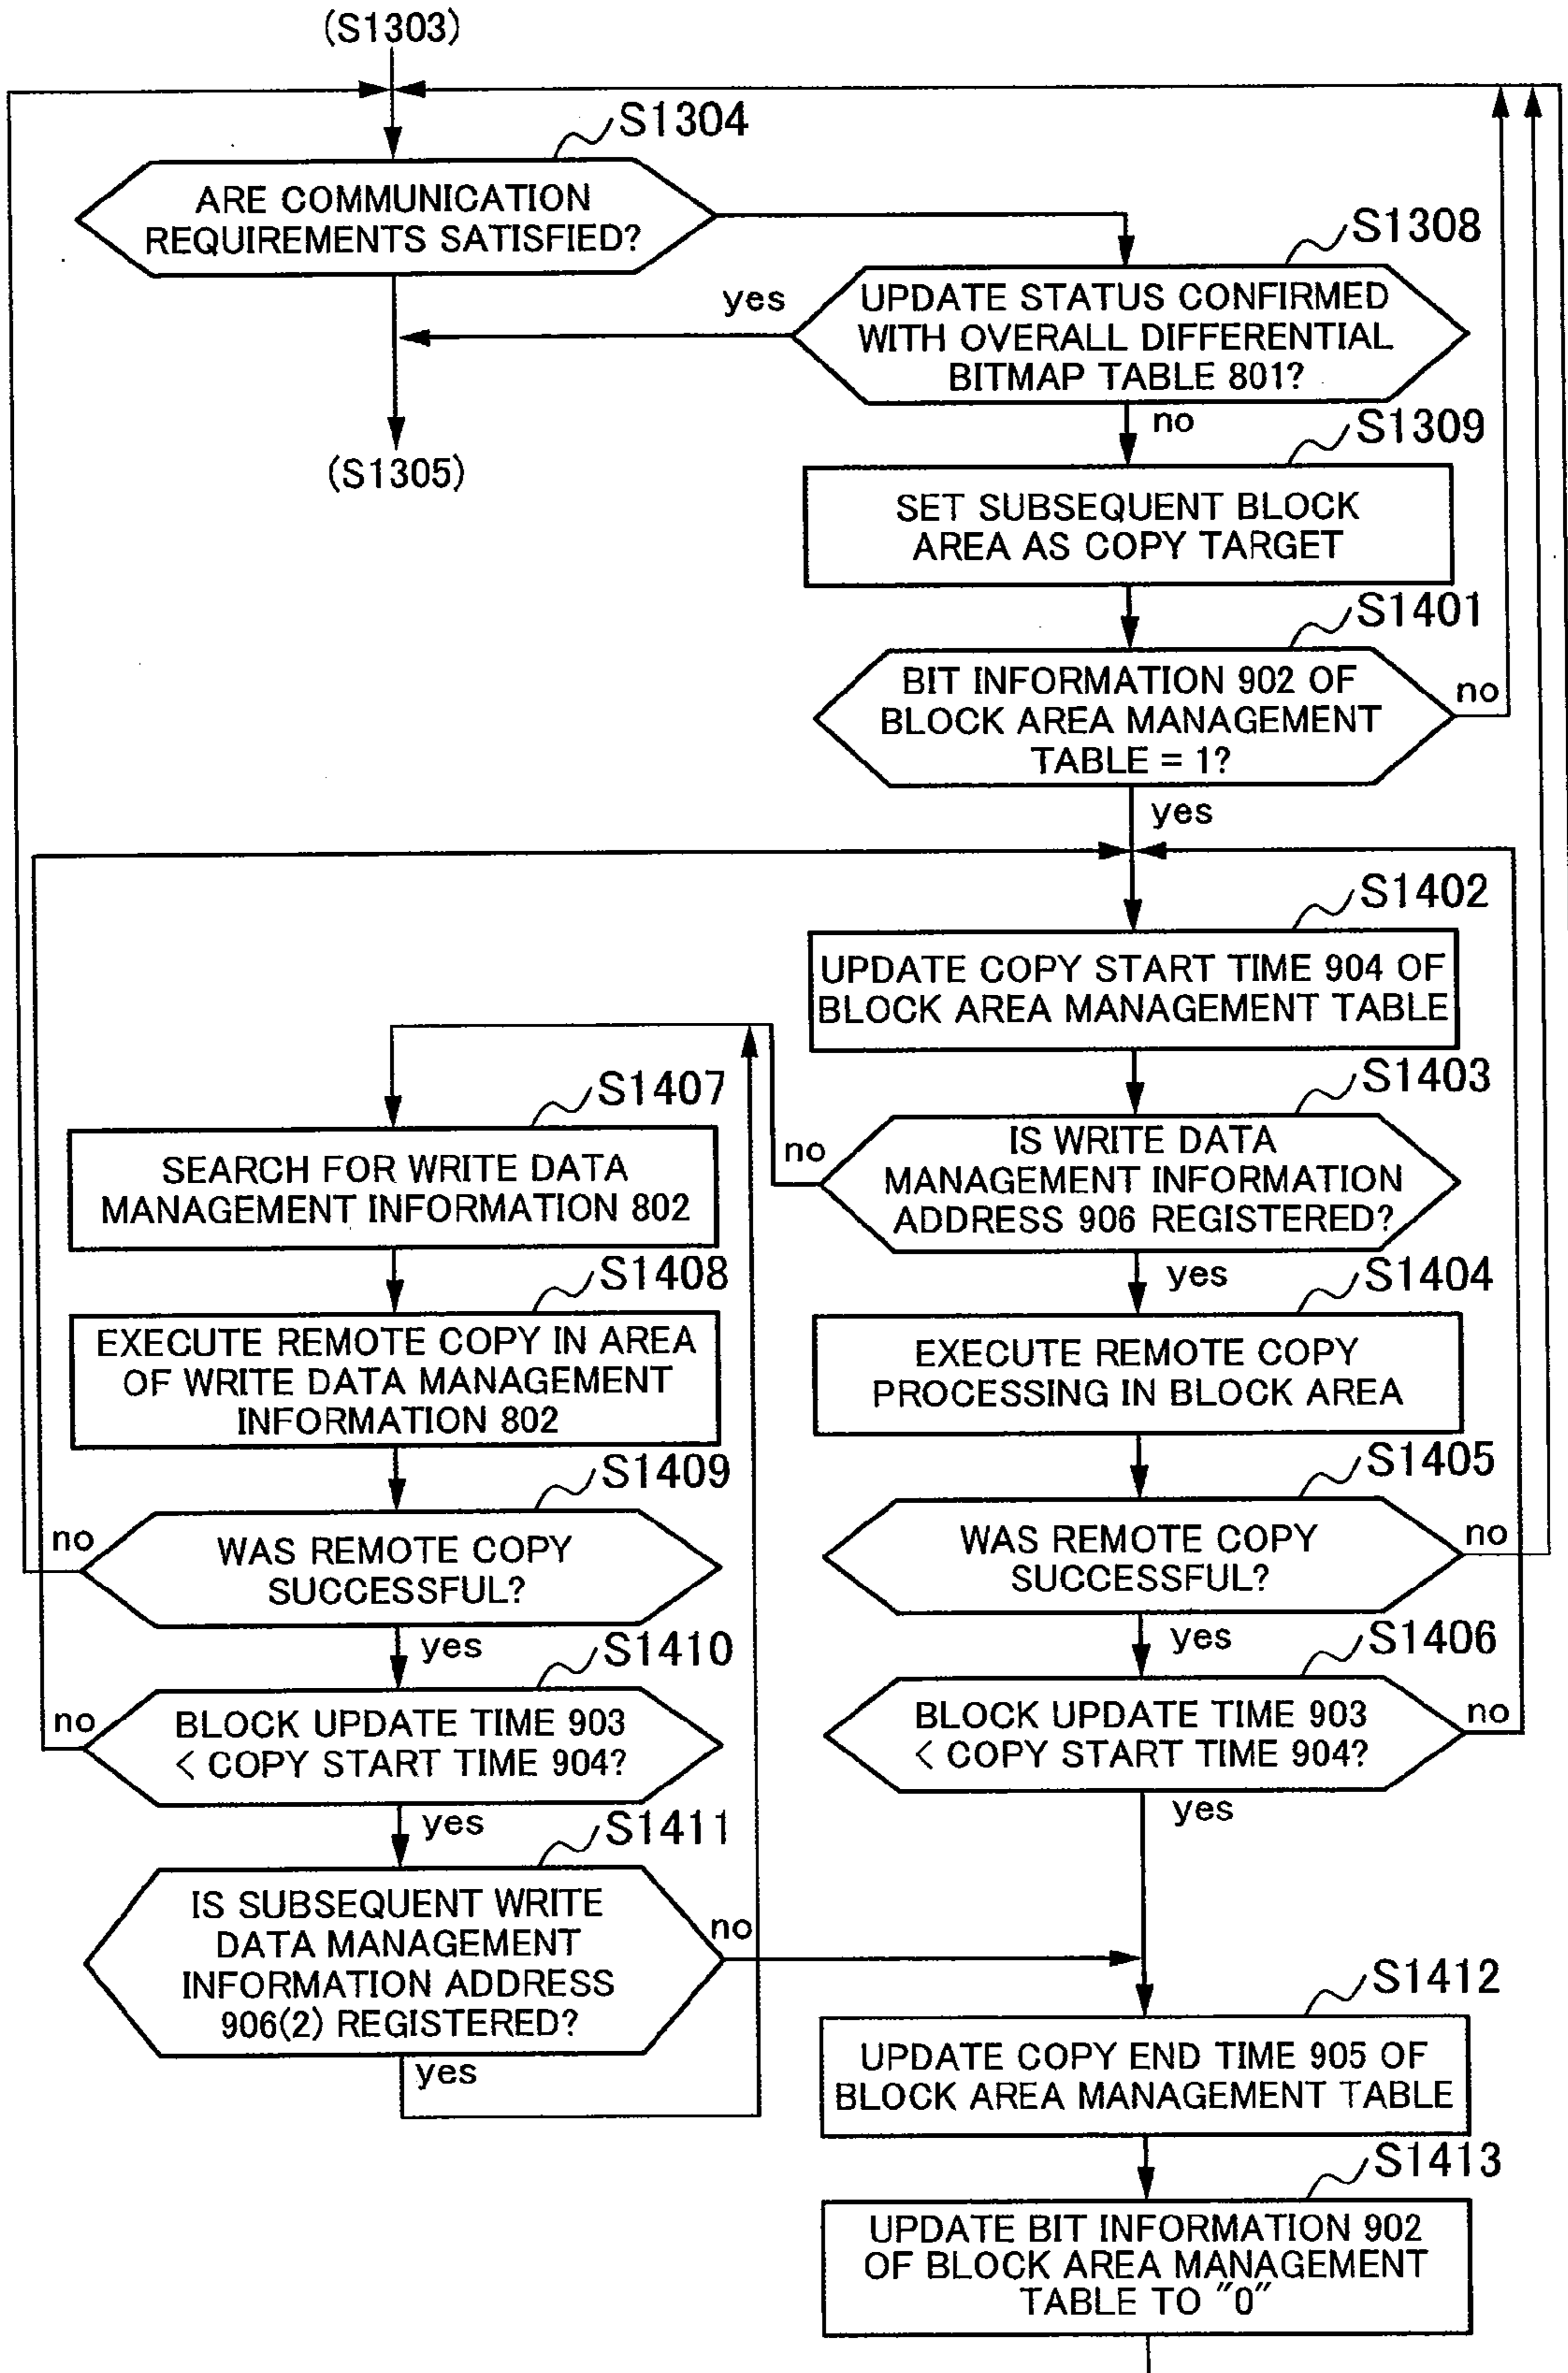 (S1303)
S1304
ARE COMMUNICATION
REQUIREMENTS SATISFIED?
S1308
yes
UPDATE STATUS CONFIRMED
WITH OVERALL DIFFERENTIAL
BITMAP TABLE 801?
no
(S1305)
S1309
SET SUBSEQUENT BLOCK
AREA AS COPY TARGET
S1401
BIT INFORMATION 902 OF
BLOCK AREA MANAGEMENT
TABLE = 1?
no
yes
S1402
UPDATE COPY START TIME 904 OF
BLOCK AREA MANAGEMENT TABLE
S1403
no
IS WRITE DATA
MANAGEMENT INFORMATION
ADDRESS 906 REGISTERED?
yes
S1407
SEARCH FOR WRITE DATA
MANAGEMENT INFORMATION 802
S1404
EXECUTE REMOTE COPY
PROCESSING IN BLOCK AREA
S1408
EXECUTE REMOTE COPY IN AREA
OF WRITE DATA MANAGEMENT
INFORMATION 802
S1405
WAS REMOTE COPY
SUCCESSFUL?
no
yes
S1409
no
WAS REMOTE COPY
SUCCESSFUL?
yes
S1406
BLOCK UPDATE TIME 903
< COPY START TIME 904?
no
yes
S1410
no
BLOCK UPDATE TIME 903
< COPY START TIME 904?
yes
S1411
IS SUBSEQUENT WRITE
DATA MANAGEMENT
INFORMATION ADDRESS
906(2) REGISTERED?
no
yes
S1412
UPDATE COPY END TIME 905 OF
BLOCK AREA MANAGEMENT TABLE
S1413
UPDATE BIT INFORMATION 902
OF BLOCK AREA MANAGEMENT
TABLE TO "0"